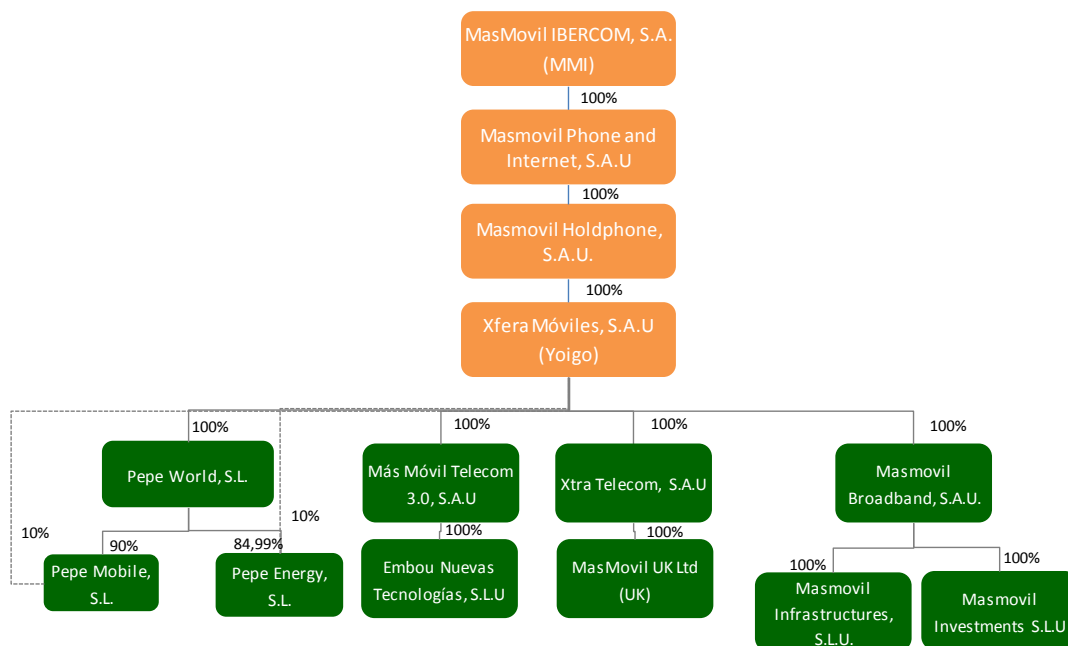 MasMovil IBERCOM, S.A.
(MMI)
100%
Masmovil Phone and
Internet, S.A.U
100%
Masmovil Holdphone,
S.A.U.
100%
Xfera Móviles, S.A.U
(Yoigo)
100%
100%
100%
100%
Pepe World, S.L.
Más Móvil Telecom
3.0, S.A.U
Xtra Telecom, S.A.U
Masmovil
Broadband, S.A.U.
10%
90%
84,99%
10%
100%
100%
100%
100%
Pepe Mobile,
S.L.
Pepe Energy,
S.L.
Embou Nuevas
Tecnologías, S.L.U
MasMovil UK Ltd
(UK)
Masmovil
Infrastructures,
S.L.U.
Masmovil
Investments S.L.U